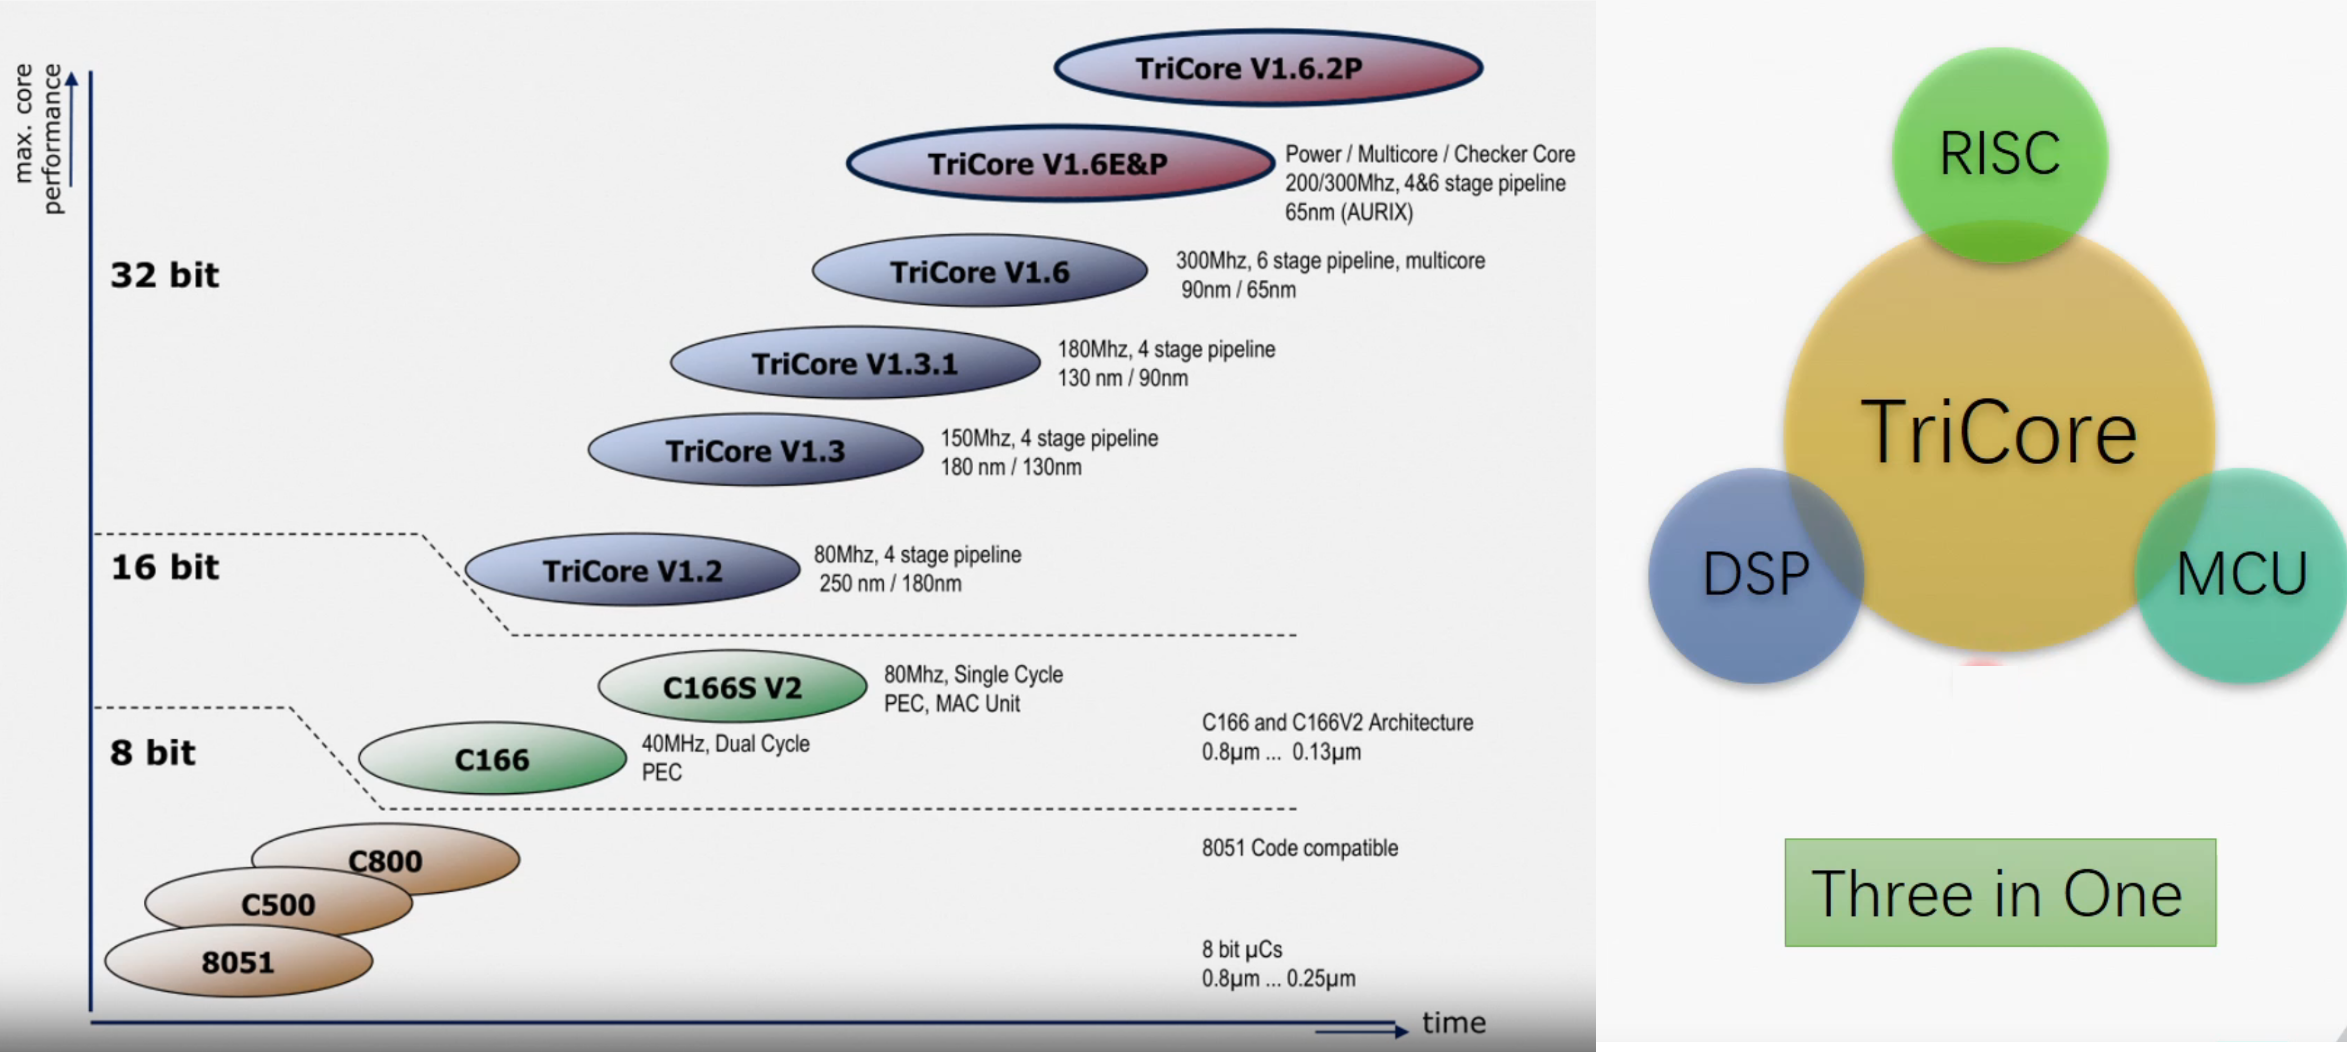 max. core
performance
TriCore V1.6.2P
TriCore V1.6E&P
Power / Multicore / Checker Core
200/300Mhz, 4&6 stage pipeline
65nm (AURIX)
32 bit
TriCore V1.6
300Mhz, 6 stage pipeline, multicore
90nm / 65nm
TriCore V1.3.1
180Mhz, 4 stage pipeline
130 nm / 90nm
TriCore V1.3
150Mhz, 4 stage pipeline
180 nm / 130nm
16 bit
TriCore V1.2
80Mhz, 4 stage pipeline
250 nm / 180nm
C166S V2
80Mhz, Single Cycle
PEC, MAC Unit
C166 and C166V2 Architecture
0.8µm ... 0.13µm
8 bit
C166
40MHz, Dual Cycle
PEC
C800
8051 Code compatible
C500
8051
8 bit µCs
0.8µm ... 0.25µm
time
RISC
TriCore
DSP
MCU
Three in One